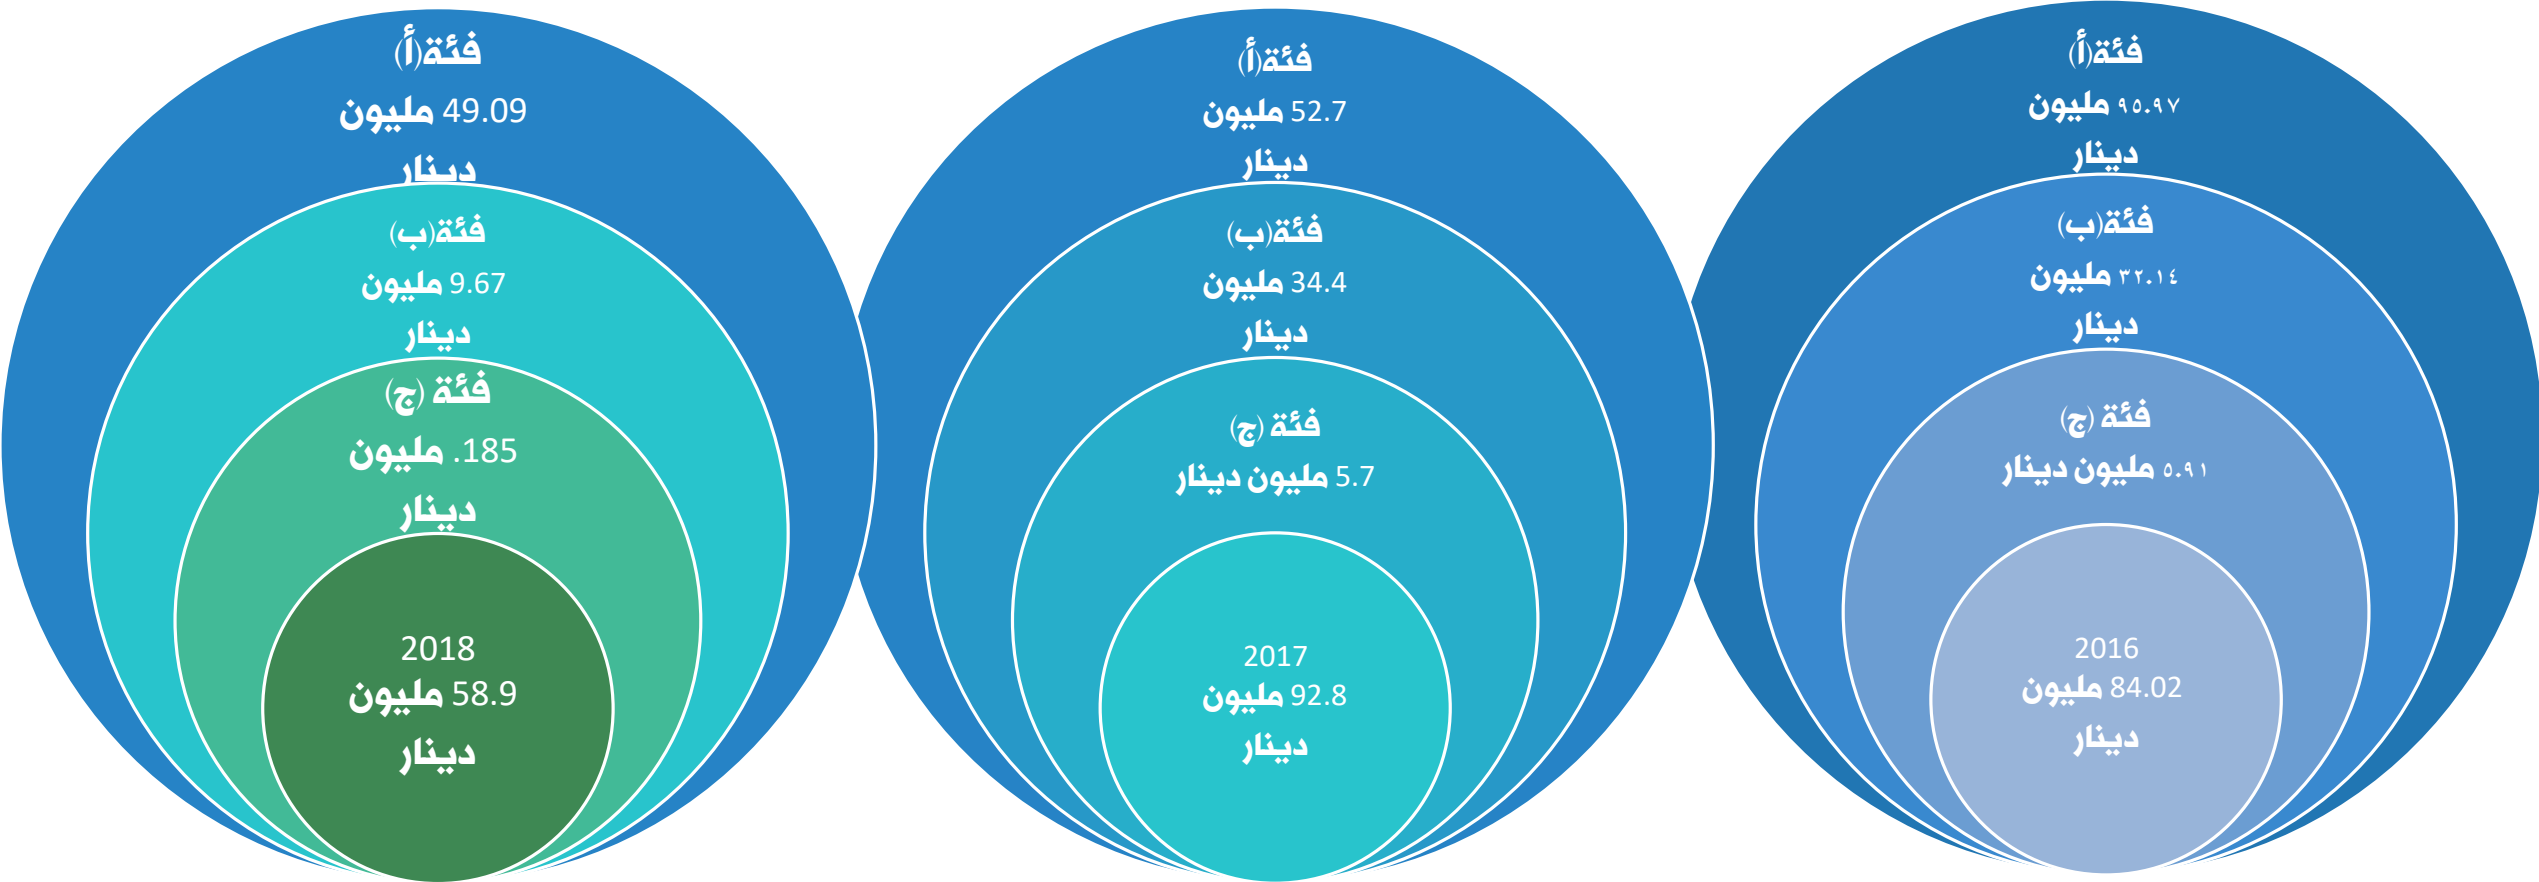 فئة(أ)
٩٥.٩٧ مليون
دينار
فئة(ب)
٣٢.١٤ مليون
دينار
فئة (ج)
٥.٩١ مليون دينار
2016
84.02 مليون
دينار
فئة(أ)
52.7 مليون
دينار
فئة(ب)
34.4 مليون
دينار
فئة (ج)
5.7 مليون دينار
2017
92.8 مليون
دينار
فئة(أ)
49.09 مليون
دينار
فئة(ب)
9.67 مليون
دينار
فئة (ج)
.185 مليون
دينار
2018
58.9 مليون
دينار